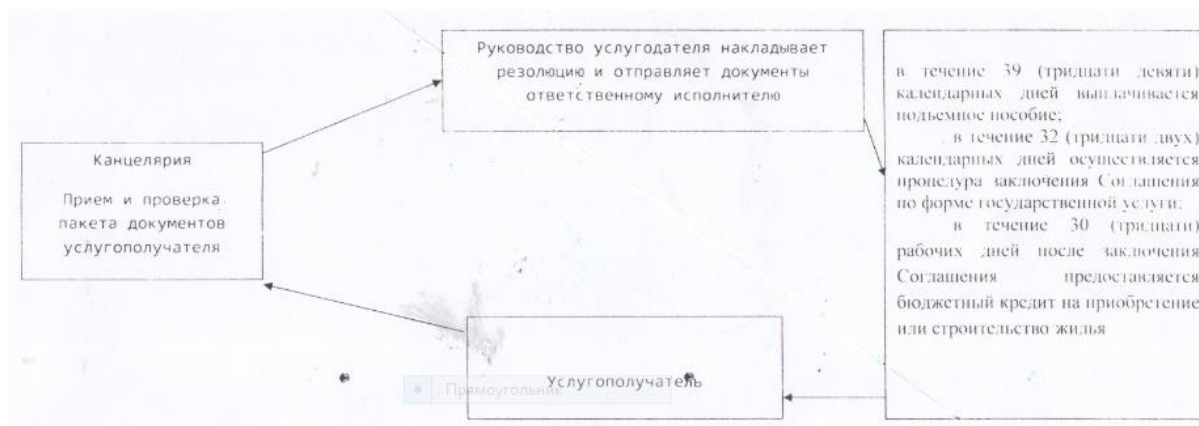 Руководство услугодателя накладывает
резолюцию и отправляет документы
ответственному исполнителю
Канцелярия
Прием и проверка
пакета документов
услугополучателя
в течение 39 (тридцати девяти)
календарных дней выплачивается
подъемное пособие;
в течение 32 (тридцати двух)
календарных дней осуществляется
процедура заключения Соглашения
по форме государственной услуги;
в течение 30 (тридцати)
рабочих дней после заключения
Соглашения предоставляется
бюджетный кредит на приобретение
или строительство жилья
Услугополучатель
Прямоугольник